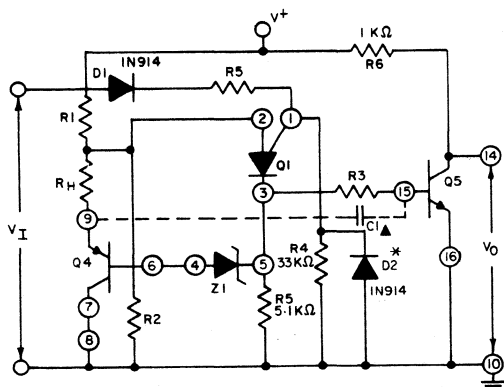 V+
1 KΩ
R6
1N914
D1
R5
R1
2
1
Q1
14
RH
3
R3
15
Q5
9
C1▲
VI
Q4
6
4
Z1
5
R4
33KΩ
D2
*
16
VO
7
R2
R5
5.1KΩ
1N914
8
10